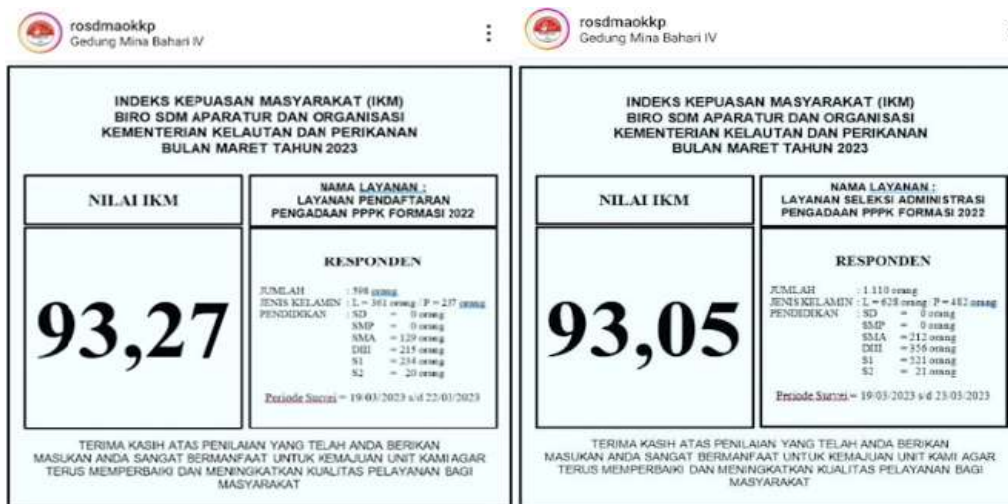 rosdmaokkp
Gedung Mina Bahari IV
INDEKS KEPUASAN MASYARAKAT (IKM)
BIRO SDM APARATUR DAN ORGANISASI
KEMENTERIAN KELAUTAN DAN PERIKANAN
BULAN MARET TAHUN 2023
NILAI IKM
93,27
NAMA LAYANAN :
LAYANAN PENDAFTARAN
PENGADAAN PPPK FORMASI 2022
RESPONDEN
JUMLAH : 598 orang
JENIS KELAMIN : L = 361 orang / P = 237 orang
PENDIDIKAN : SD = 0 orang
SMP = 0 orang
SMA = 129 orang
DIII = 215 orang
S1 = 234 orang
S2 = 20 orang
Periode Survei = 19/03/2023 s/d 22/03/2023
TERIMA KASIH ATAS PENILAIAN YANG TELAH ANDA BERIKAN
MASUKAN ANDA SANGAT BERMANFAAT UNTUK KEMAJUAN UNIT KAMI AGAR
TERUS MEMPERBAIKI DAN MENINGKATKAN KUALITAS PELAYANAN BAGI
MASYARAKAT
rosdmaokkp
Gedung Mina Bahari IV
INDEKS KEPUASAN MASYARAKAT (IKM)
BIRO SDM APARATUR DAN ORGANISASI
KEMENTERIAN KELAUTAN DAN PERIKANAN
BULAN MARET TAHUN 2023
NILAI IKM
93,05
NAMA LAYANAN :
LAYANAN SELEKSI ADMINISTRASI
PENGADAAN PPPK FORMASI 2022
RESPONDEN
JUMLAH : 1.110 orang
JENIS KELAMIN : L = 628 orang / P = 482 orang
PENDIDIKAN : SD = 0 orang
SMP = 0 orang
SMA = 212 orang
DIII = 356 orang
S1 = 521 orang
S2 = 21 orang
Periode Survei = 19/03/2023 s/d 23/03/2023
TERIMA KASIH ATAS PENILAIAN YANG TELAH ANDA BERIKAN
MASUKAN ANDA SANGAT BERMANFAAT UNTUK KEMAJUAN UNIT KAMI AGAR
TERUS MEMPERBAIKI DAN MENINGKATKAN KUALITAS PELAYANAN BAGI
MASYARAKAT